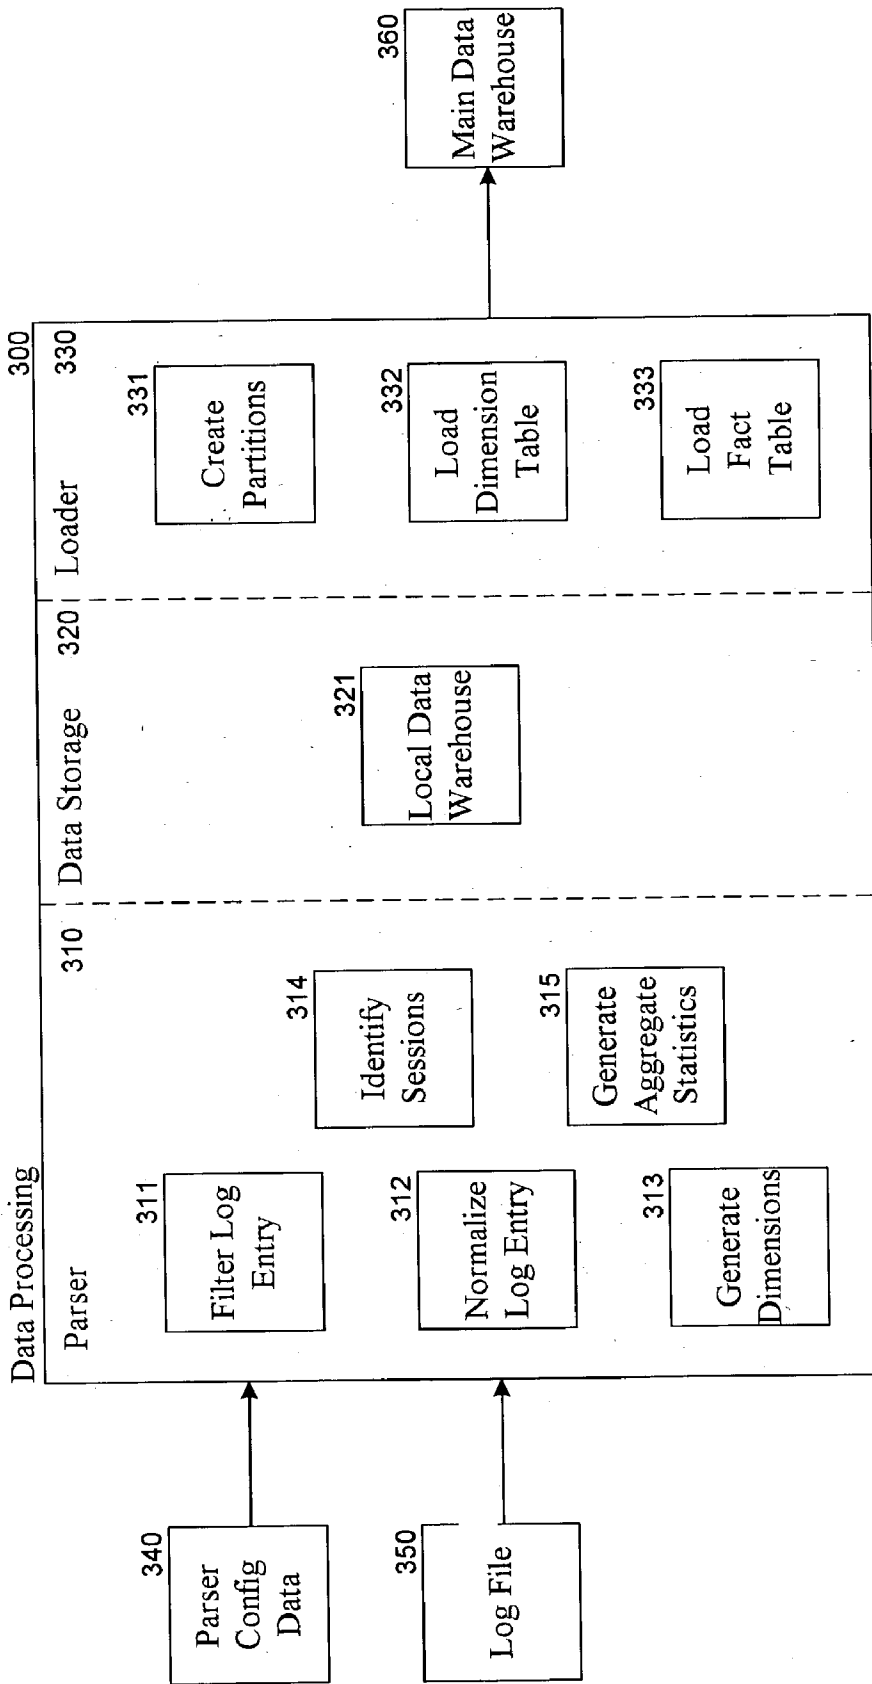 Data Processing
300
Parser
310
Data Storage
320
Loader
330
340
Parser
Config
Data
350
Log File
311
Filter Log
Entry
312
Normalize
Log Entry
313
Generate
Dimensions
314
Identify
Sessions
315
Generate
Aggregate
Statistics
321
Local Data
Warehouse
331
Create
Partitions
332
Load
Dimension
Table
333
Load
Fact
Table
360
Main Data
Warehouse